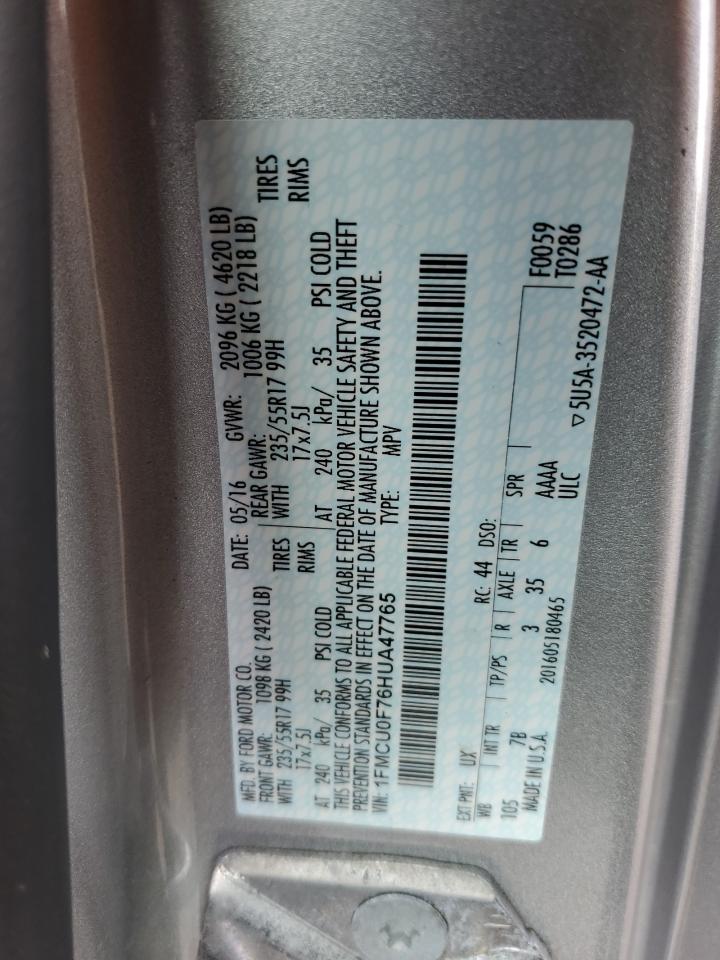 MFD. BY FORD MOTOR CO.
DATE: 05/16 GVWR: 2096 KG ( 4620 LB)
FRONT GAWR: 1098 KG ( 2420 LB) REAR GAWR: 1006 KG ( 2218 LB)
WITH 235/55R17 99H TIRES WITH 235/55R17 99H TIRES
17x7.5J RIMS 17x7.5J RIMS
AT 240 kPa/ 35 PSI COLD AT 240 kPa/ 35 PSI COLD
THIS VEHICLE CONFORMS TO ALL APPLICABLE FEDERAL MOTOR VEHICLE SAFETY AND THEFT
PREVENTION STANDARDS IN EFFECT ON THE DATE OF MANUFACTURE SHOWN ABOVE.
VIN: 1FMCU0F76HUA47765 TYPE: MPV
EXT PNT: UX RC: 44 DSO:
WB INT TR TP/PS R AXLE TR SPR F0059
T0286
105 7B 3 35 6 AAAA
MADE IN U.S.A. 201605180465 ULC ▽5U5A-3520472-AA